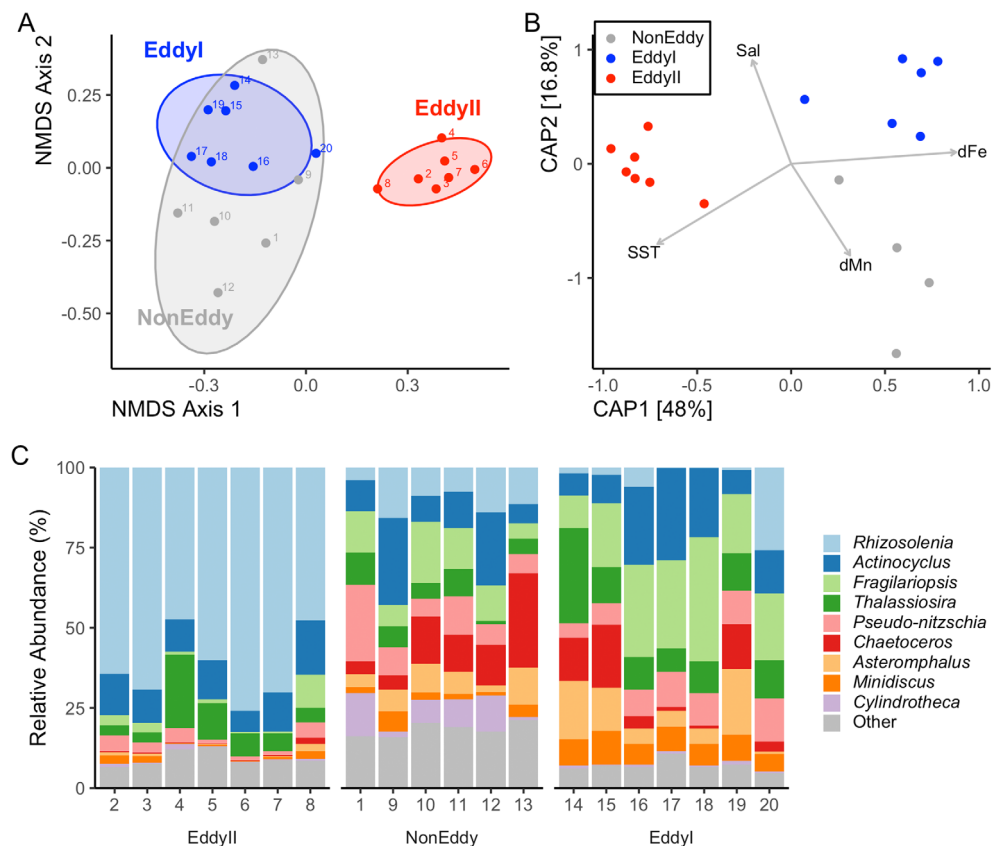 A
B
NMDS Axis 2
0.25
0.00
-0.25
-0.50
-0.3
0.0
0.3
NMDS Axis 1
EddyI
13
14
19
15
17
18
16
20
9
11
10
1
12
NonEddy
EddyII
4
5
6
2
7
3
8
CAP2 [16.8%]
1
0
-1
-1.0
-0.5
0.0
0.5
1.0
CAP1 [48%]
NonEddy
EddyI
EddyII
Sal
dFe
SST
dMn
C
Relative Abundance (%)
100
75
50
25
0
2 3 4 5 6 7 8
1 9 10 11 12 13
14 15 16 17 18 19 20
EddyII
NonEddy
EddyI
Rhizosolenia
Actinocyclus
Fragilariopsis
Thalassiosira
Pseudo-nitzschia
Chaetoceros
Asteromphalus
Minidiscus
Cylindrotheca
Other